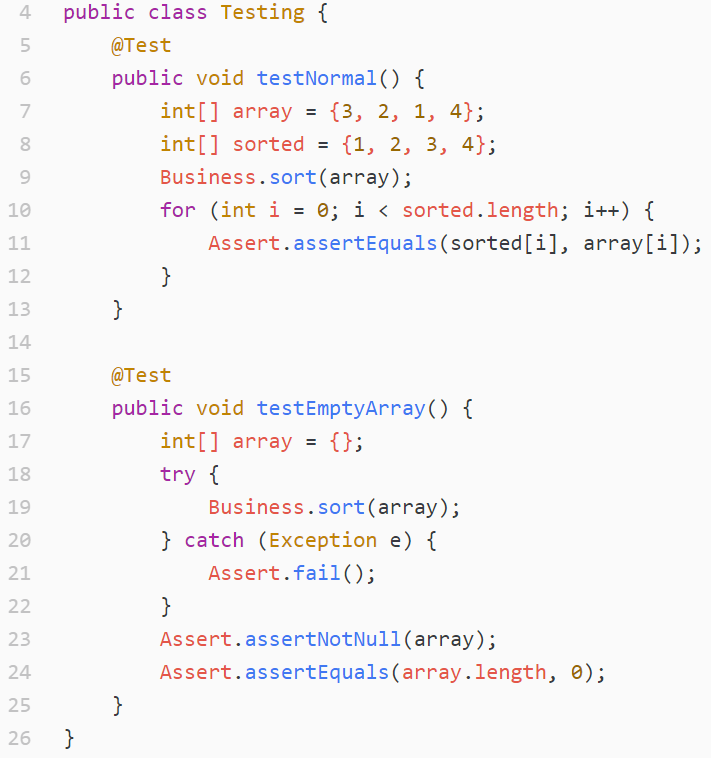 4 public class Testing {
5     @Test
6     public void testNormal() {
7         int[] array = {3, 2, 1, 4};
8         int[] sorted = {1, 2, 3, 4};
9         Business.sort(array);
10         for (int i = 0; i < sorted.length; i++) {
11             Assert.assertEquals(sorted[i], array[i]);
12         }
13     }
14
15     @Test
16     public void testEmptyArray() {
17         int[] array = {};
18         try {
19             Business.sort(array);
20         } catch (Exception e) {
21             Assert.fail();
22         }
23         Assert.assertNotNull(array);
24         Assert.assertEquals(array.length, 0);
25     }
26 }